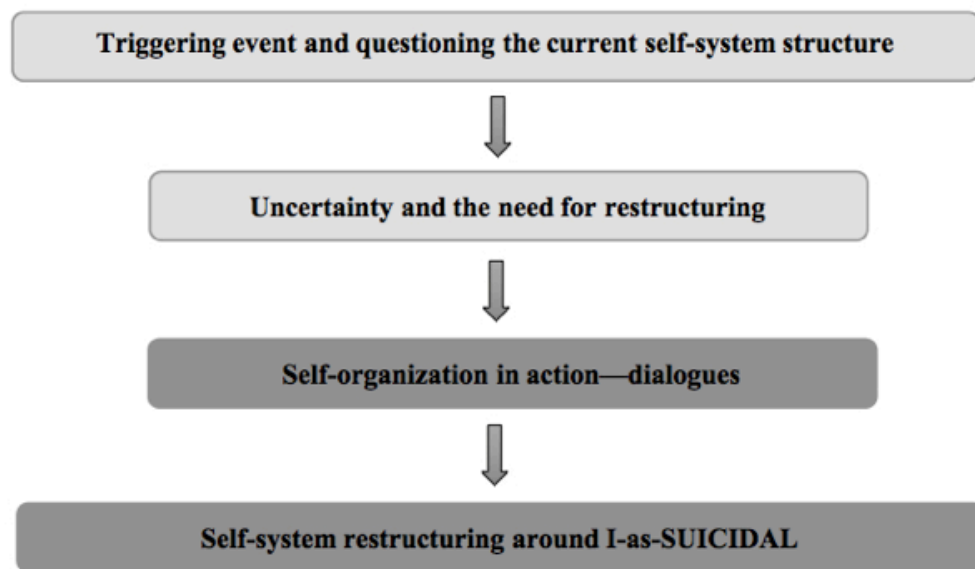 Triggering event and questioning the current self-system structure
Uncertainty and the need for restructuring
Self-organization in action—dialogues
Self-system restructuring around I-as-SUICIDAL